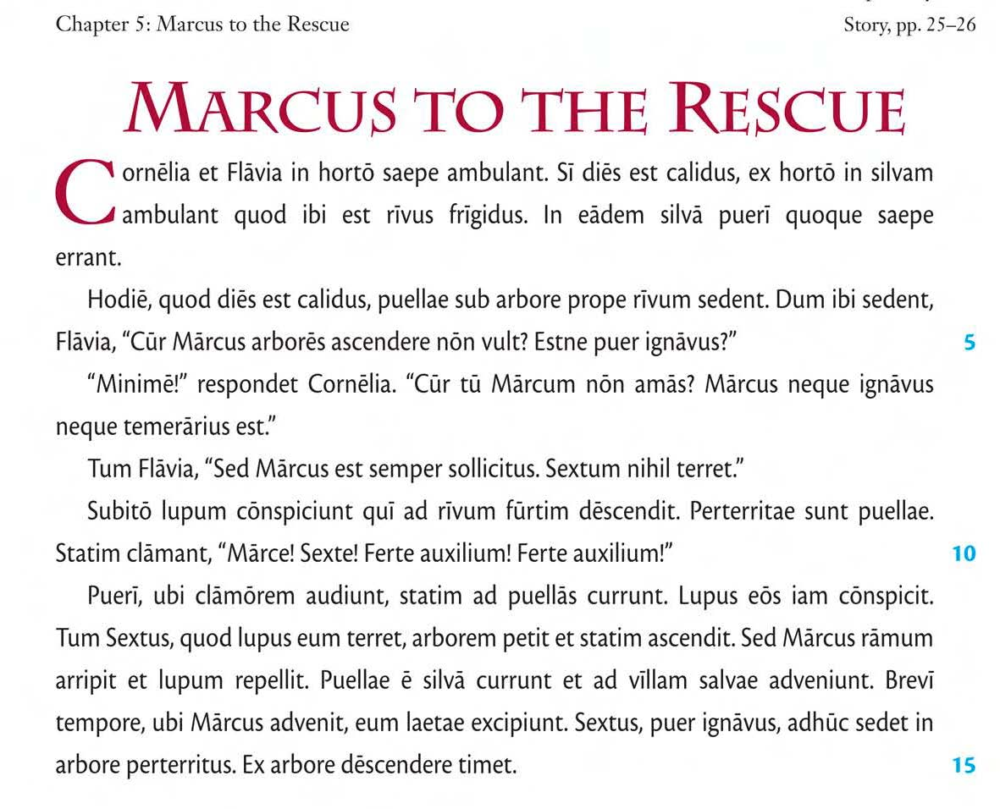 Chapter 5: Marcus to the Rescue
Story, pp. 25–26
MARCUS TO THE RESCUE
Cornēlia et Flāvia in hortō saepe ambulant. Sī diēs est calidus, ex hortō in silvam
ambulant quod ibi est rīvus frīgidus. In eādem silvā puerī quoque saepe
errant.
Hodiē, quod diēs est calidus, puellae sub arbore prope rīvum sedent. Dum ibi sedent,
Flāvia, “Cūr Mārcus arborēs ascendere nōn vult? Estne puer ignāvus?” 5
“Minimē!” respondet Cornēlia. “Cūr tū Mārcum nōn amās? Mārcus neque ignāvus
neque temerārius est.”
Tum Flāvia, “Sed Mārcus est semper sollicitus. Sextum nihil terret.”
Subitō lupum cōnspiciunt quī ad rīvum fūrtim dēscendit. Perterritae sunt puellae.
Statim clāmant, “Mārce! Sexte! Ferte auxilium! Ferte auxilium!” 10
Puerī, ubi clāmōrem audiunt, statim ad puellās currunt. Lupus eōs iam cōnspicit.
Tum Sextus, quod lupus eum terret, arborem petit et statim ascendit. Sed Mārcus rāmum
arripit et lupum repellit. Puellae ē silvā currunt et ad vīllam salvae adveniunt. Brevī
tempore, ubi Mārcus advenit, eum laetae excipiunt. Sextus, puer ignāvus, adhūc sedet in
arbore perterritus. Ex arbore dēscendere timet. 15